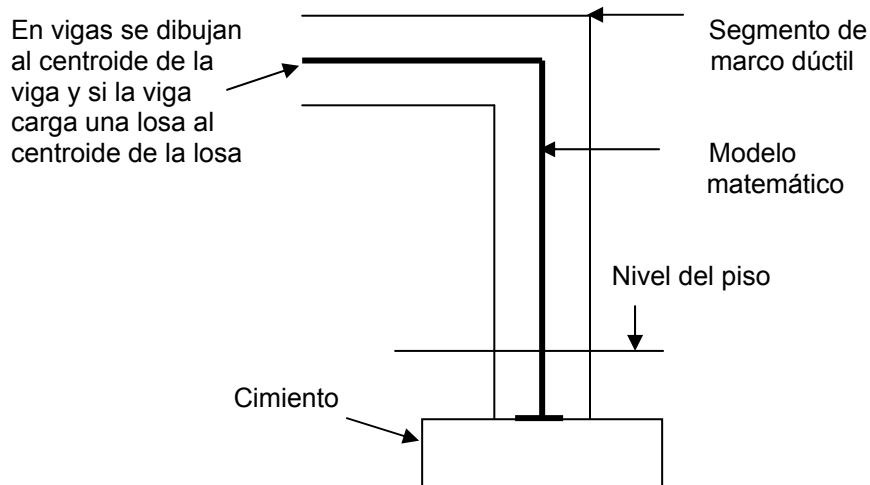 En vigas se dibujan
al centroide de la
viga y si la viga
carga una losa al
centroide de la losa
Segmento de
marco dúctil
Modelo
matemático
Nivel del piso
Cimiento